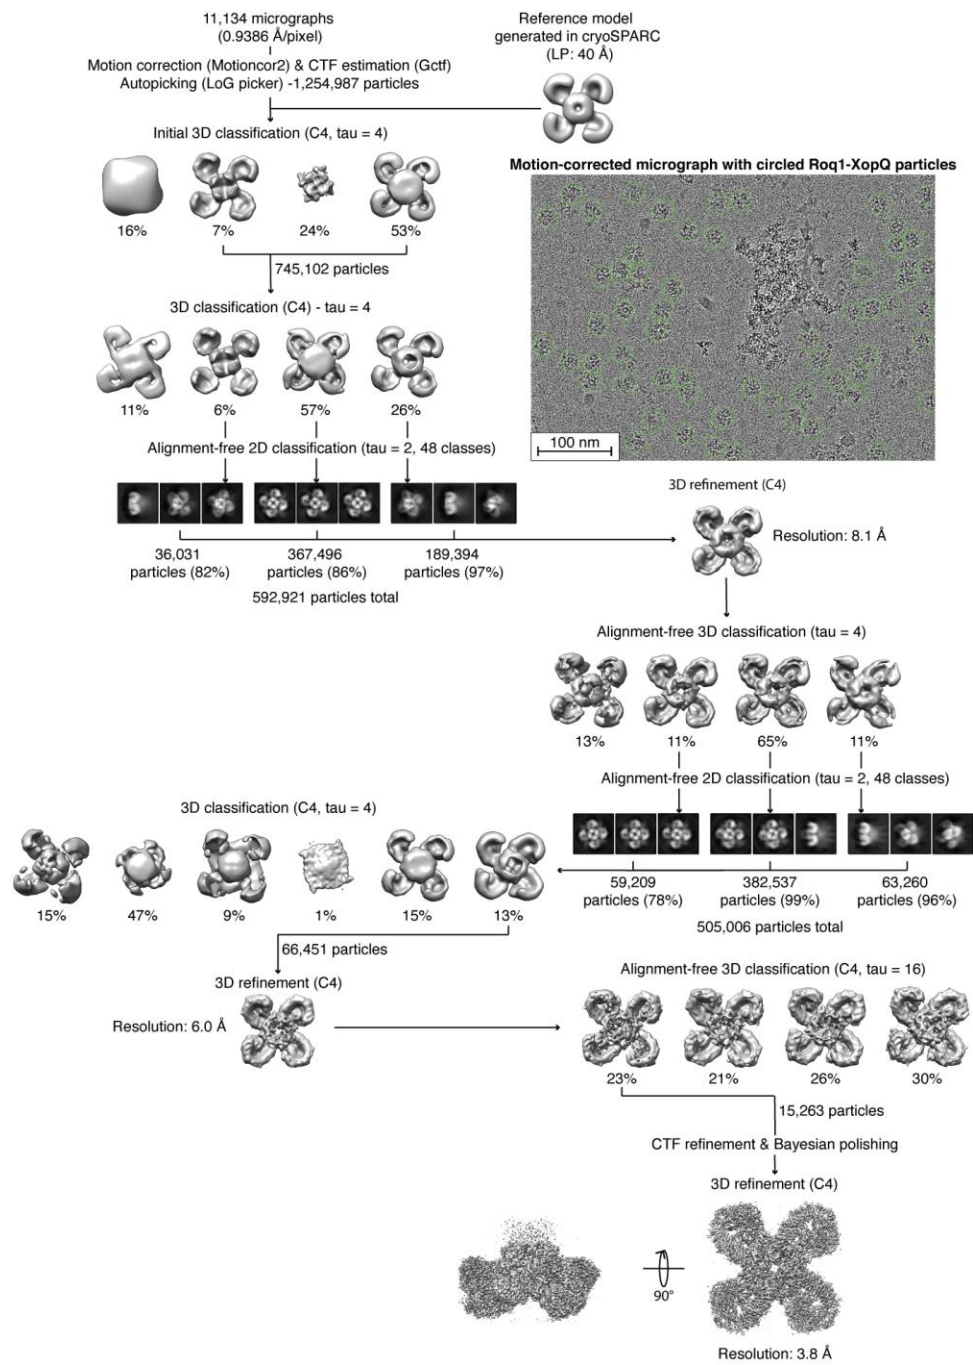 11,134 micrographs
(0.9386 Å/pixel)
Reference model
generated in cryoSPARC
(LP: 40 Å)
Motion correction (Motioncor2) & CTF estimation (Gctf)
Autopicking (LoG picker) -1,254,987 particles
Initial 3D classification (C4, tau = 4)
16% 7% 24% 53%
745,102 particles
Motion-corrected micrograph with circled Roq1-XopQ particles
100 nm
3D classification (C4) - tau = 4
11% 6% 57% 26%
Alignment-free 2D classification (tau = 2, 48 classes)
36,031 367,496 189,394
particles (82%) particles (86%) particles (97%)
592,921 particles total
3D refinement (C4)
Resolution: 8.1 Å
Alignment-free 3D classification (tau = 4)
13% 11% 65% 11%
Alignment-free 2D classification (tau = 2, 48 classes)
59,209 382,537 63,260
particles (78%) particles (99%) particles (96%)
505,006 particles total
3D classification (C4, tau = 4)
15% 47% 9% 1% 15% 13%
66,451 particles
3D refinement (C4)
Resolution: 6.0 Å
Alignment-free 3D classification (C4, tau = 16)
23% 21% 26% 30%
15,263 particles
CTF refinement & Bayesian polishing
3D refinement (C4)
90°
Resolution: 3.8 Å